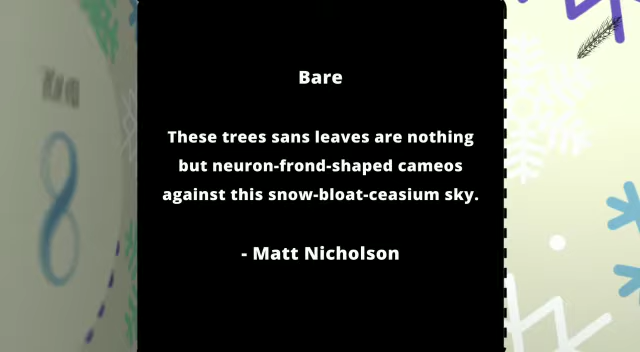 Bare
These trees sans leaves are nothing
but neuron-frond-shaped cameos
against this snow-bloat-ceasium sky.
- Matt Nicholson
8